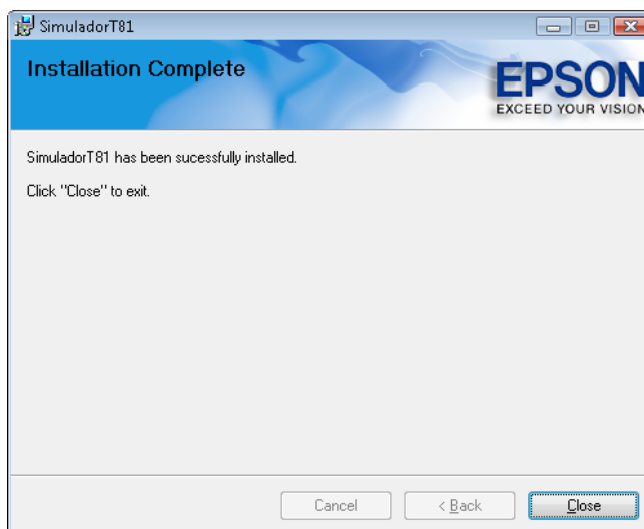 SimuladorT81
Installation Complete
EPSON
EXCEED YOUR VISION
SimuladorT81 has been sucessfully installed.
Click "Close" to exit.
Cancel
< Back
Close